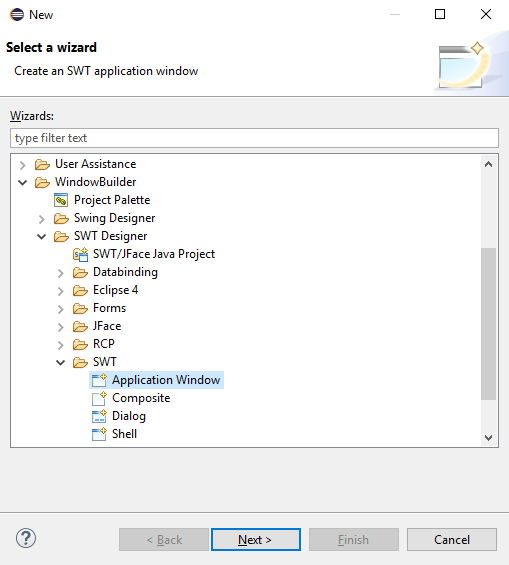 New
Select a wizard
Create an SWT application window
Wizards:
type filter text
User Assistance
WindowBuilder
Project Palette
Swing Designer
SWT Designer
SWT/JFace Java Project
Databinding
Eclipse 4
Forms
JFace
RCP
SWT
Application Window
Composite
Dialog
Shell
? < Back Next > Finish Cancel